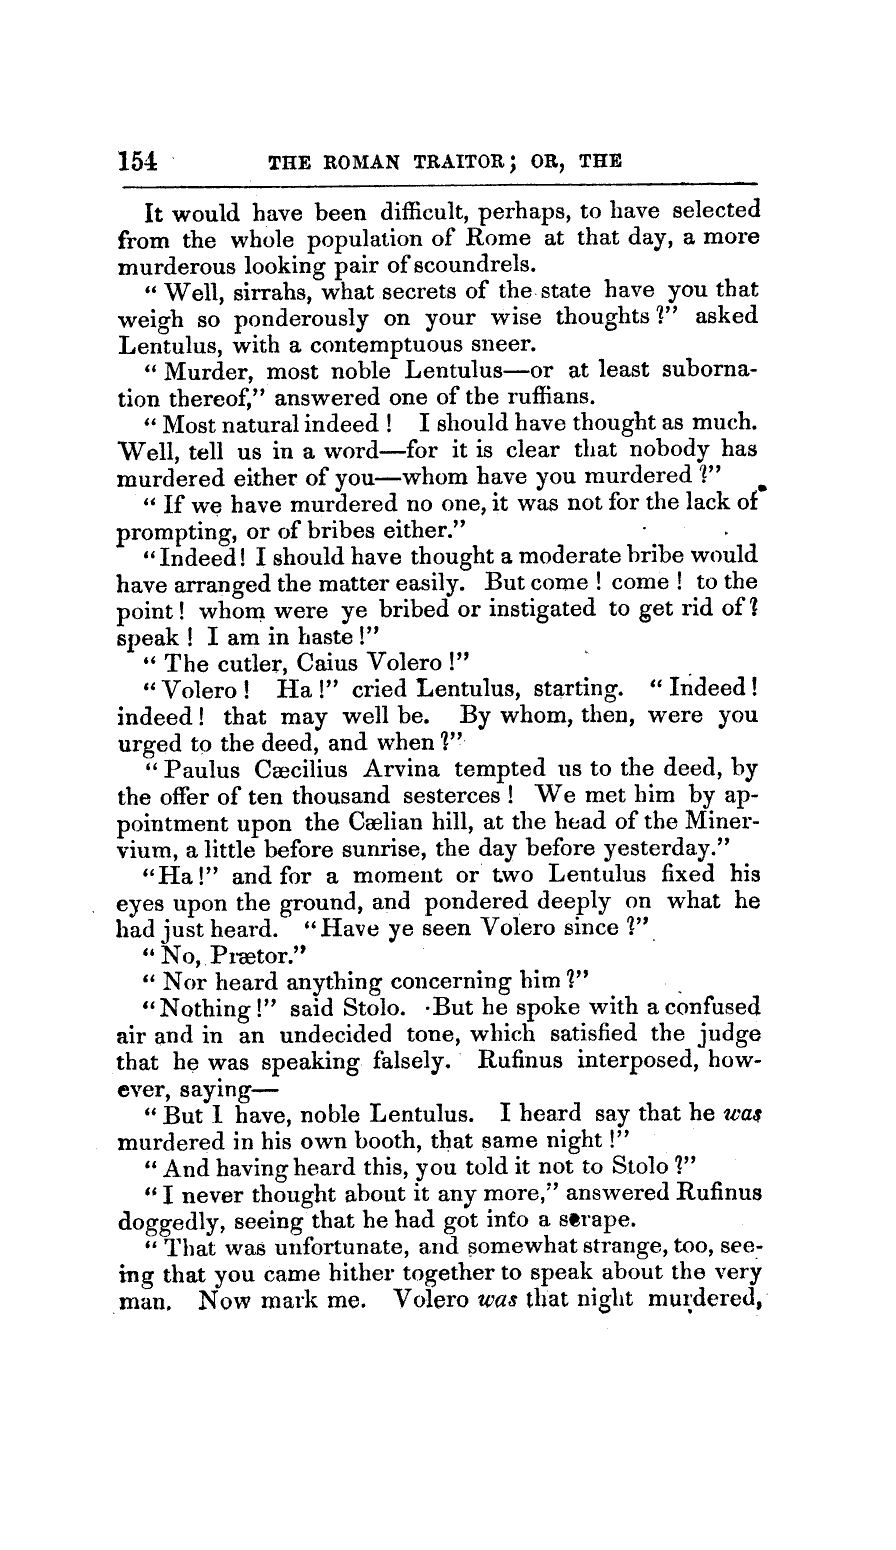 154 THE ROMAN TRAITOR; OR, THE
It would have been difficult, perhaps, to have selected
from the whole population of Rome at that day, a more
murderous looking pair of scoundrels.
“ Well, sirrahs, what secrets of the state have you that
weigh so ponderously on your wise thoughts ?” asked
Lentulus, with a contemptuous sneer.
“ Murder, most noble Lentulus—or at least suborna-
tion thereof,” answered one of the ruffians.
“ Most natural indeed ! I should have thought as much.
Well, tell us in a word—for it is clear that nobody has
murdered either of you—whom have you murdered ?”
“ If we have murdered no one, it was not for the lack of
prompting, or of bribes either.”
“Indeed! I should have thought a moderate bribe would
have arranged the matter easily. But come ! come ! to the
point ! whom were ye bribed or instigated to get rid of ?
speak ! I am in haste !”
“ The cutler, Caius Volero !”
“ Volero ! Ha !” cried Lentulus, starting. “ Indeed !
indeed ! that may well be. By whom, then, were you
urged to the deed, and when ?”
“ Paulus Cæcilius Arvina tempted us to the deed, by
the offer of ten thousand sesterces ! We met him by ap-
pointment upon the Cælian hill, at the head of the Miner-
vium, a little before sunrise, the day before yesterday.”
“Ha !” and for a moment or two Lentulus fixed his
eyes upon the ground, and pondered deeply on what he
had just heard. “Have ye seen Volero since ?”
“ No, Prætor.”
“ Nor heard anything concerning him ?”
“Nothing !” said Stolo. But he spoke with a confused
air and in an undecided tone, which satisfied the judge
that he was speaking falsely. Rufinus interposed, how-
ever, saying—
“ But I have, noble Lentulus. I heard say that he was
murdered in his own booth, that same night !”
“ And having heard this, you told it not to Stolo ?”
“ I never thought about it any more,” answered Rufinus
doggedly, seeing that he had got into a scrape.
“ That was unfortunate, and somewhat strange, too, see-
ing that you came hither together to speak about the very
man. Now mark me. Volero was that night murdered,